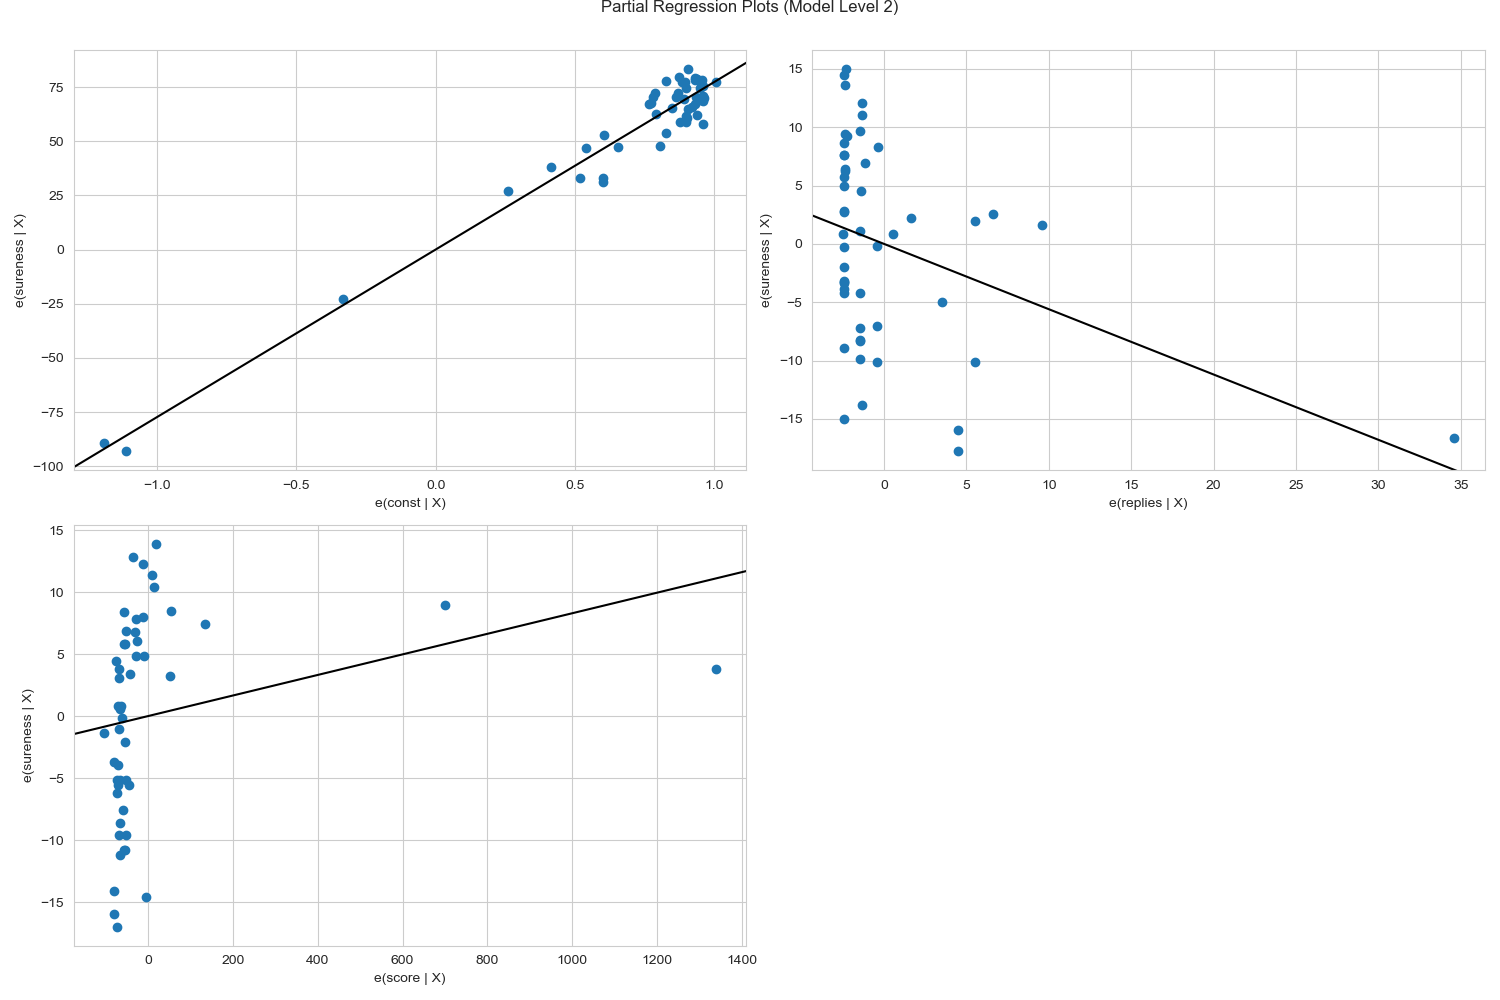 Partial Regression Plots (Model Level 2)
e(sureness | X)
75
50
25
0
−25
−50
−75
−100
−1.0 −0.5 0.0 0.5 1.0
e(const | X)
e(sureness | X)
15
10
5
0
−5
−10
−15
0 5 10 15 20 25 30 35
e(replies | X)
e(sureness | X)
15
10
5
0
−5
−10
−15
0 200 400 600 800 1000 1200 1400
e(score | X)